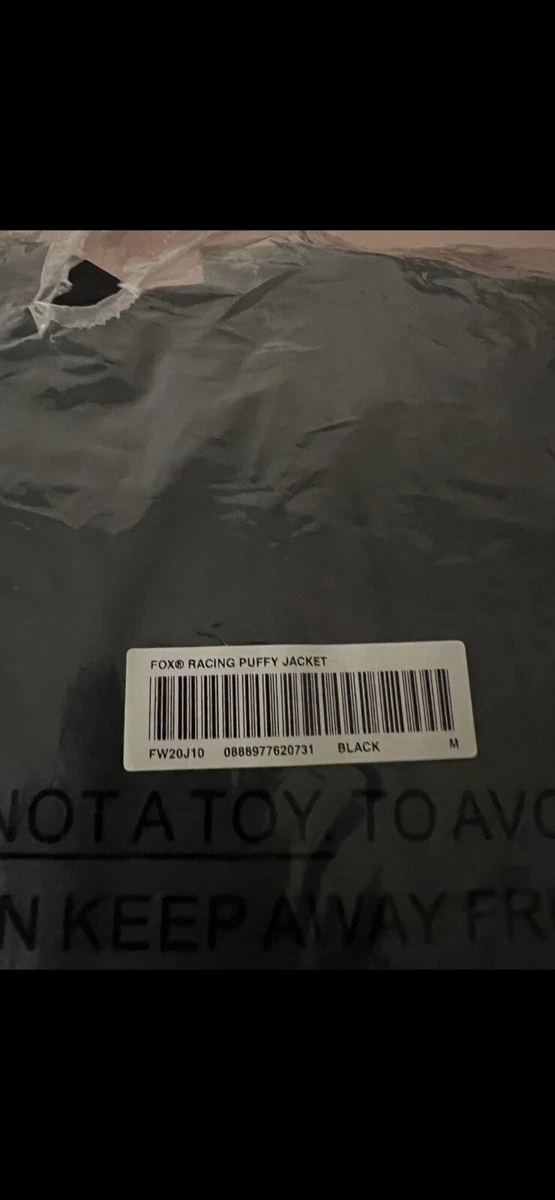 FOX® RACING PUFFY JACKET
FW20J10 0888977620731 BLACK M
NOT A TOY. TO AVO
N KEEP AWAY FR